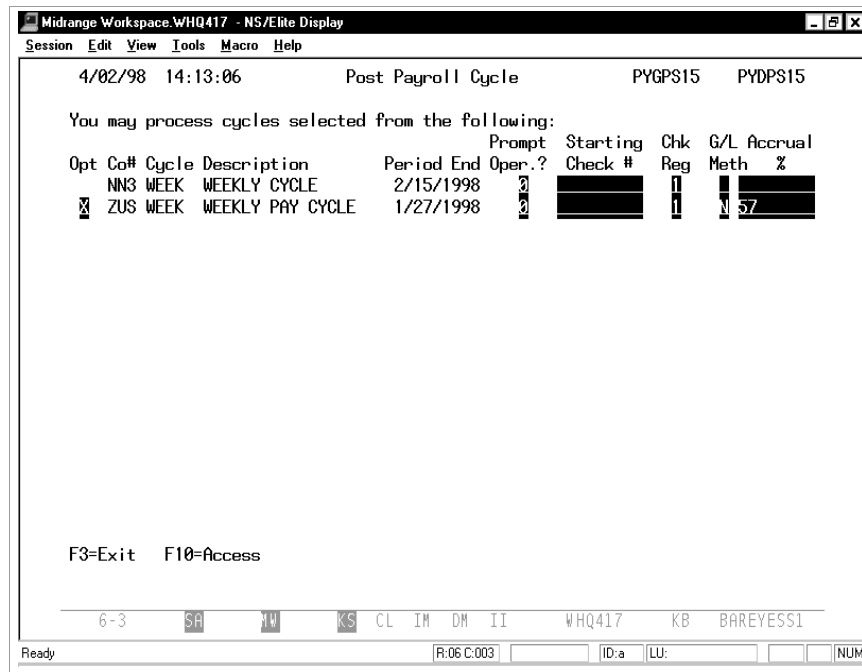 Midrange Workspace.WHQ417 - NS/Elite Display
Session Edit View Tools Macro Help
4/02/98 14:13:06 Post Payroll Cycle PYGPS15 PYDPS15
You may process cycles selected from the following:
Prompt Starting Chk G/L Accrual
Opt Co# Cycle Description Period End Oper.? Check # Reg Meth %
NN3 WEEK WEEKLY CYCLE 2/15/1998 0 1
X ZUS WEEK WEEKLY PAY CYCLE 1/27/1998 0 1 N 57
F3=Exit F10=Access
6-3 SA MW KS CL IM DM II WHQ417 KB BAREYESS1
Ready R:06 C:003 ID:a LU: NUM